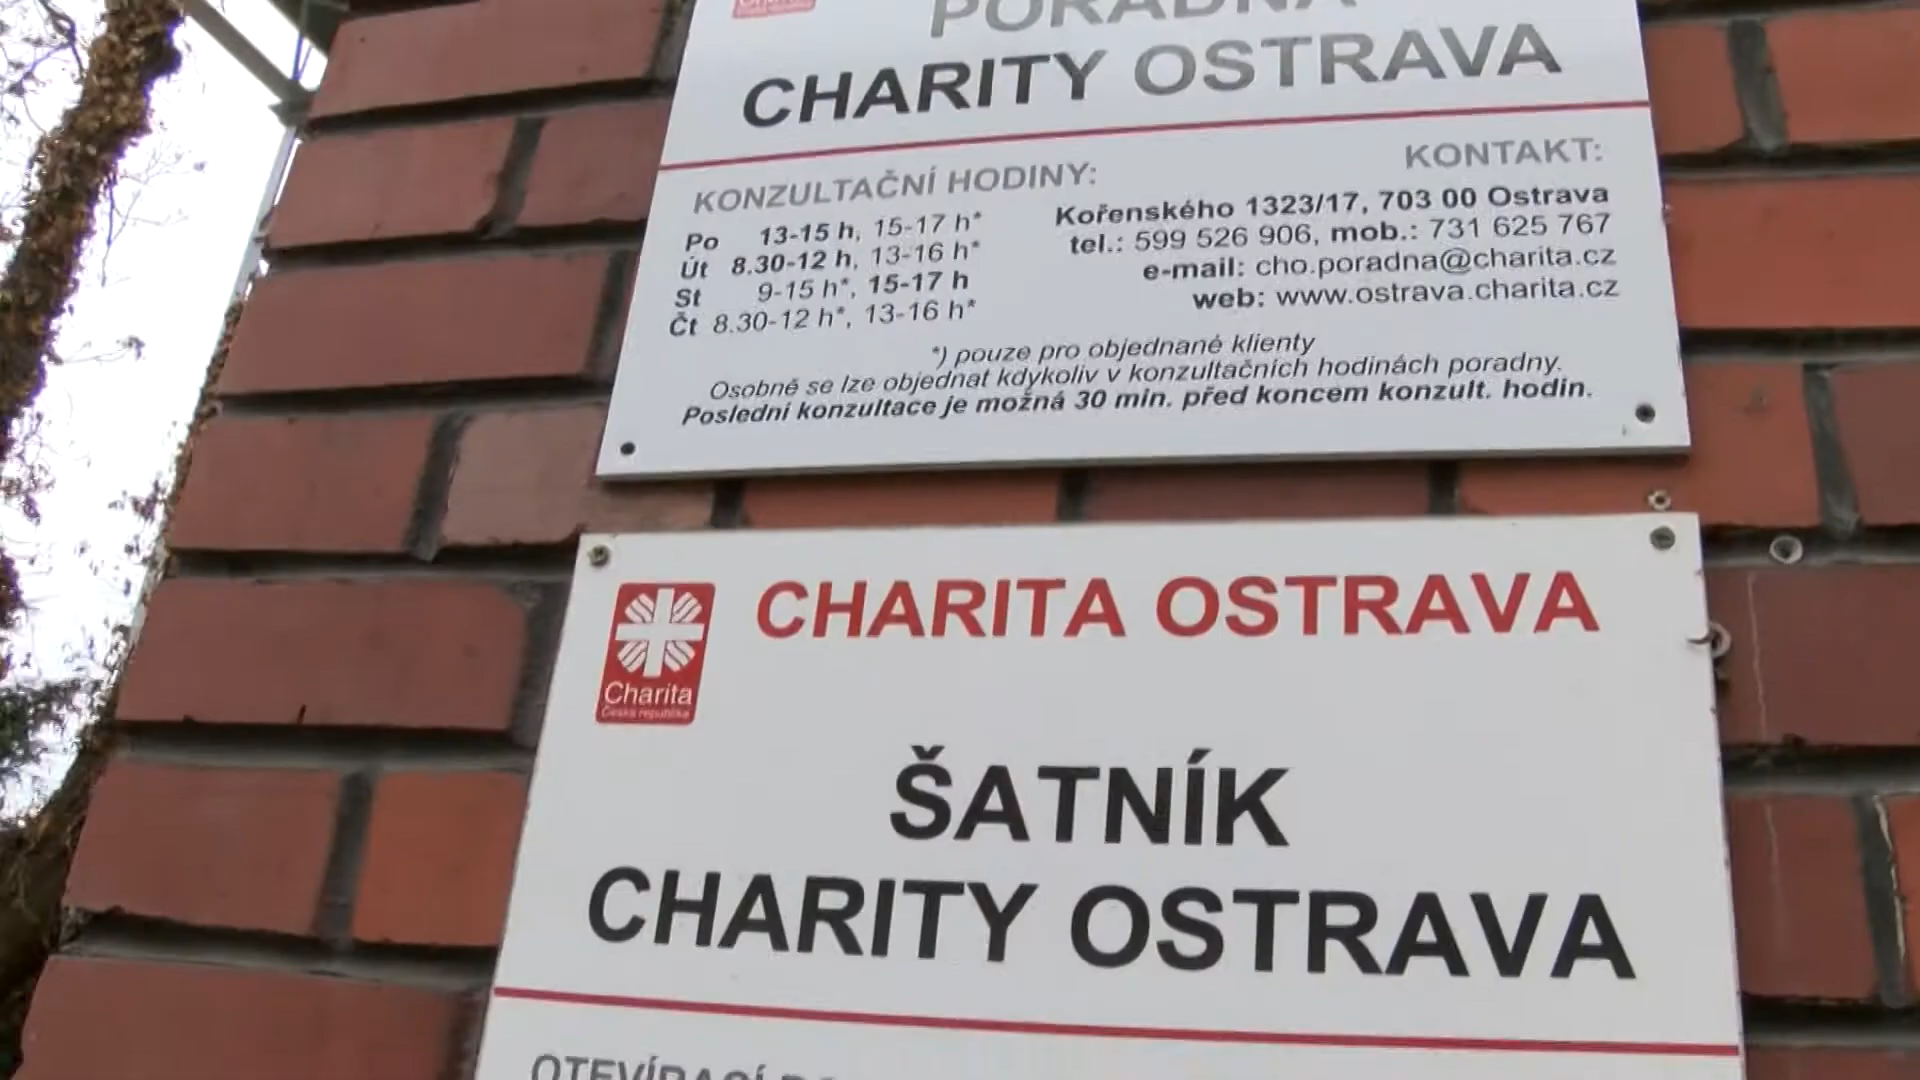 PORADNA
CHARITY OSTRAVA
KONZULTAČNÍ HODINY:
Po 13-15 h, 15-17 h*
Út 8.30-12 h, 13-16 h*
St 9-15 h*, 15-17 h
Čt 8.30-12 h*, 13-16 h*
KONTAKT:
Kořenského 1323/17, 703 00 Ostrava
tel.: 599 526 906, mob.: 731 625 767
e-mail: cho.poradna@charita.cz
web: www.ostrava.charita.cz
*) pouze pro objednané klienty
Osobně se lze objednat kdykoliv v konzultačních hodinách poradny.
Poslední konzultace je možná 30 min. před koncem konzult. hodin.
CHARITA OSTRAVA
Charita
Česká republika
ŠATNÍK
CHARITY OSTRAVA
OTEVÍRACÍ